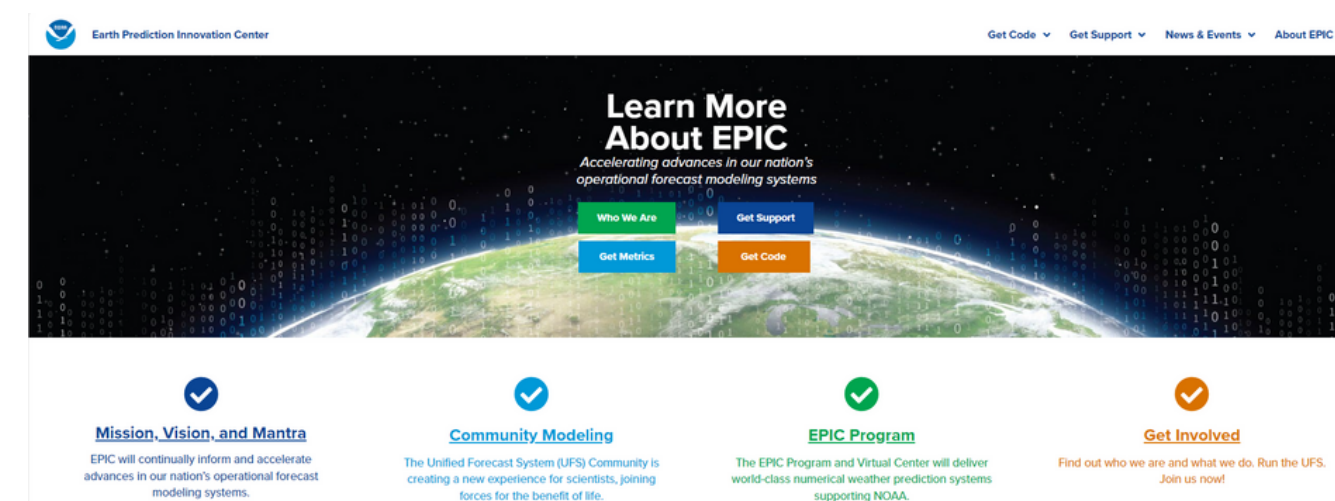 Earth Prediction Innovation Center
Get Code
Get Support
News & Events
About EPIC
Learn More
About EPIC
Accelerating advances in our nation's
operational forecast modeling systems
Who We Are
Get Support
Get Metrics
Get Code
Mission, Vision, and Mantra
EPIC will continually inform and accelerate
advances in our nation's operational forecast
modeling systems.
Community Modeling
The Unified Forecast System (UFS) Community is
creating a new experience for scientists, joining
forces for the benefit of life.
EPIC Program
The EPIC Program and Virtual Center will deliver
world-class numerical weather prediction systems
supporting NOAA.
Get Involved
Find out who we are and what we do. Run the UFS.
Join us now!